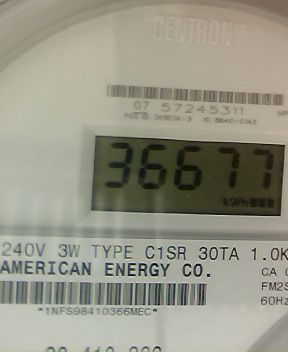 CENTRON
07 57245311
36677
kWh
240V 3W TYPE C1SR 30TA 1.0K
AMERICAN ENERGY CO.
CA
FM2S
60Hz
*1NFS98410366MEC*